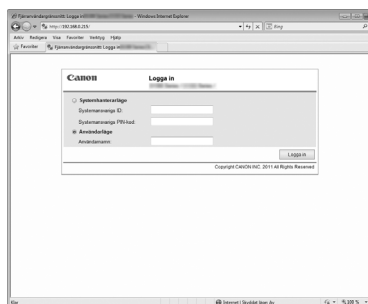 Fjärranvändargränssnitt: Logga in - Windows Internet Explorer
http://192.168.0.215/
Bing
Arkiv Redigera Visa Favoriter Verktyg Hjälp
Favoriter Fjärranvändargränssnitt: Logga in
Canon
Logga in
Systemhanterarläge
Systemansvarigs ID:
Systemansvarigs PIN-kod:
Användarläge
Användarnamn:
Logga in
Copyright CANON INC. 2011 All Rights Reserved
Klar Internet | Skyddat läge: Av 100 %